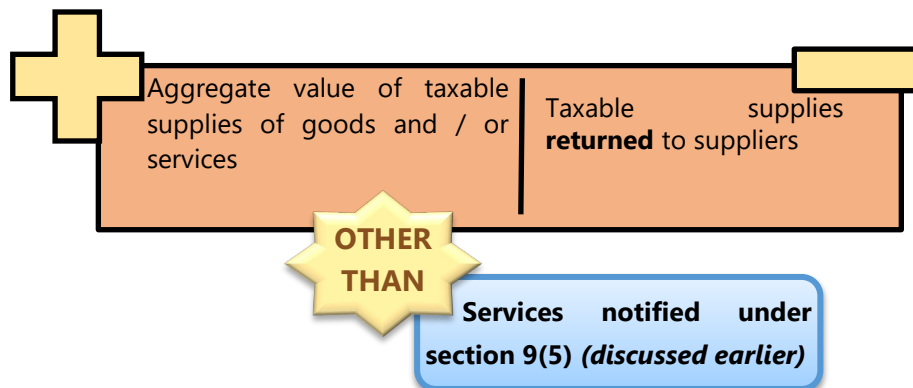 Aggregate value of taxable
supplies of goods and / or
services
Taxable supplies
returned to suppliers
OTHER
THAN
Services notified under
section 9(5) (discussed earlier)